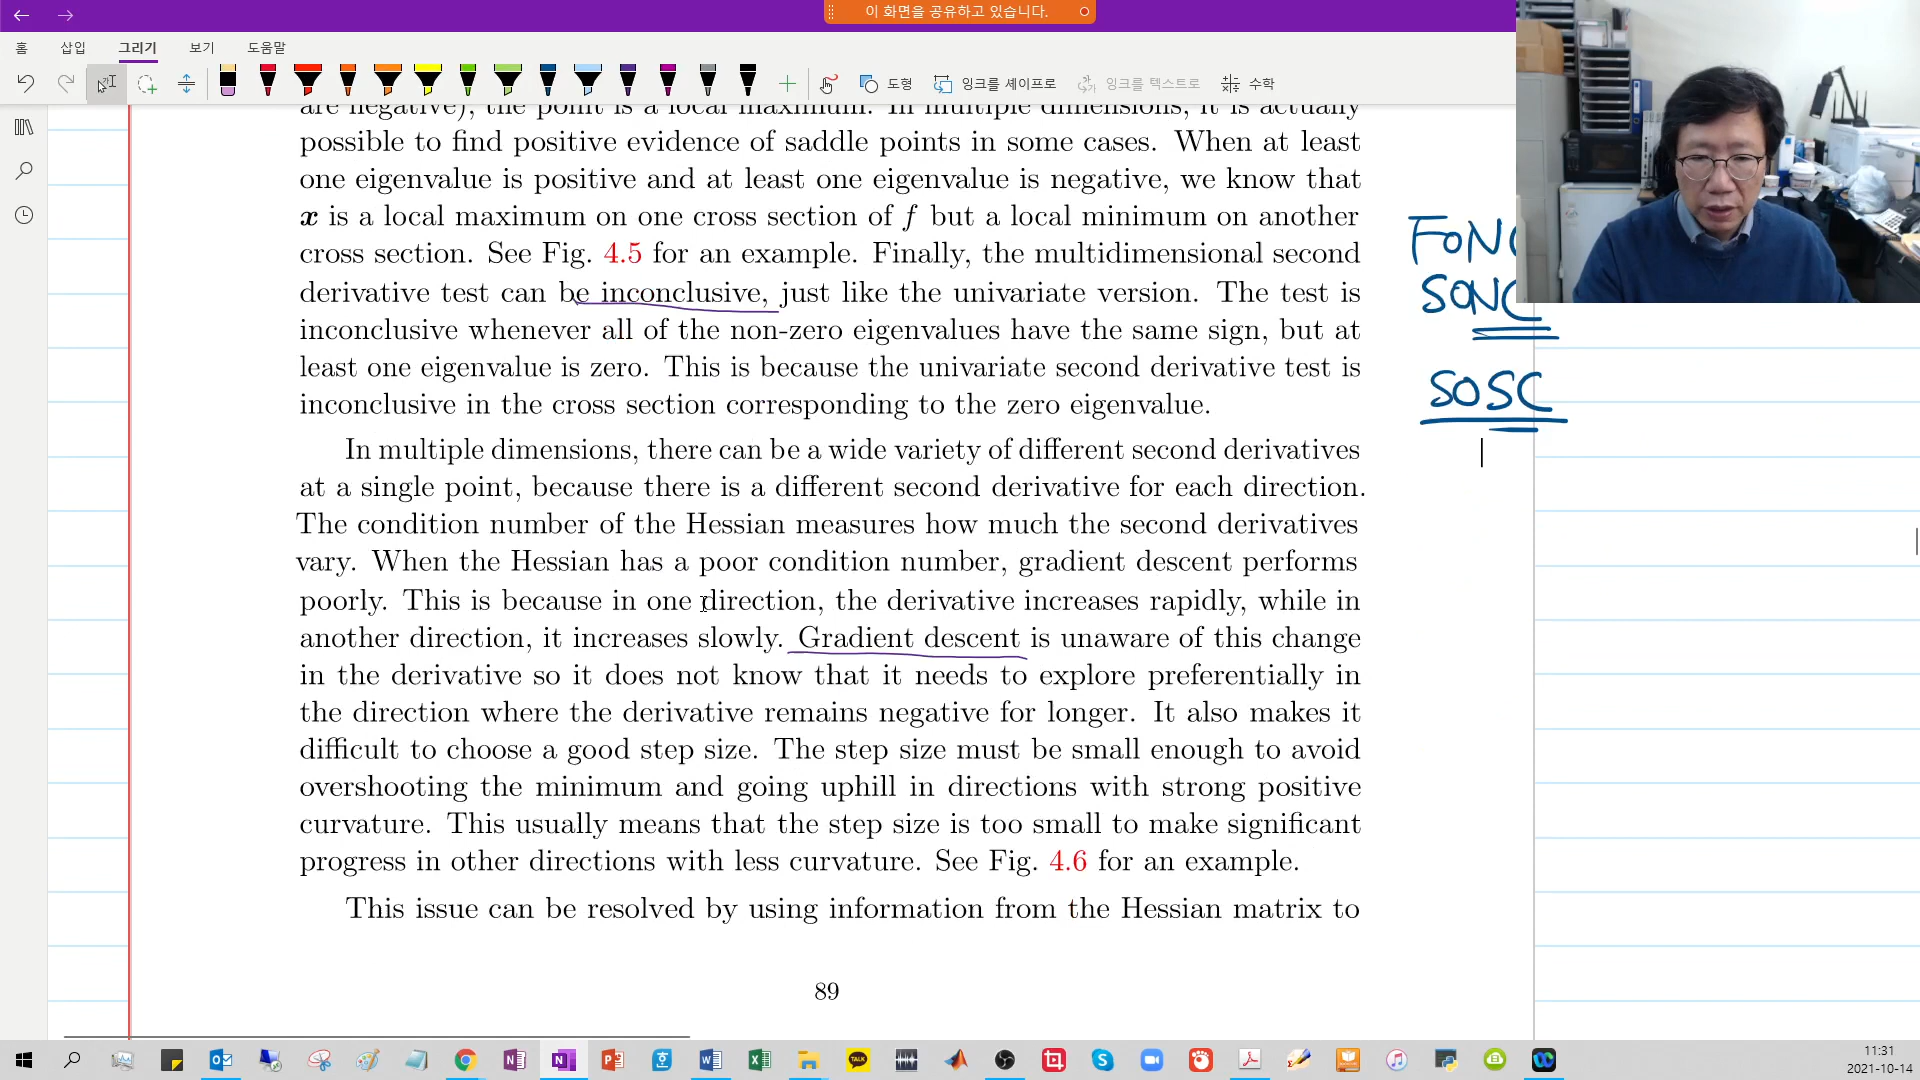 이 화면을 공유하고 있습니다.
홈 삽입 그리기 보기 도움말
도형 잉크를 셰이프로 잉크를 텍스트로 수학
are negative), the point is a local maximum. In multiple dimensions, it is actually
possible to find positive evidence of saddle points in some cases. When at least
one eigenvalue is positive and at least one eigenvalue is negative, we know that
x is a local maximum on one cross section of f but a local minimum on another
cross section. See Fig. 4.5 for an example. Finally, the multidimensional second
derivative test can be inconclusive, just like the univariate version. The test is
inconclusive whenever all of the non-zero eigenvalues have the same sign, but at
least one eigenvalue is zero. This is because the univariate second derivative test is
inconclusive in the cross section corresponding to the zero eigenvalue.
In multiple dimensions, there can be a wide variety of different second derivatives
at a single point, because there is a different second derivative for each direction.
The condition number of the Hessian measures how much the second derivatives
vary. When the Hessian has a poor condition number, gradient descent performs
poorly. This is because in one direction, the derivative increases rapidly, while in
another direction, it increases slowly. Gradient descent is unaware of this change
in the derivative so it does not know that it needs to explore preferentially in
the direction where the derivative remains negative for longer. It also makes it
difficult to choose a good step size. The step size must be small enough to avoid
overshooting the minimum and going uphill in directions with strong positive
curvature. This usually means that the step size is too small to make significant
progress in other directions with less curvature. See Fig. 4.6 for an example.
This issue can be resolved by using information from the Hessian matrix to
89
SONC
SOSC
11:31
2021-10-14